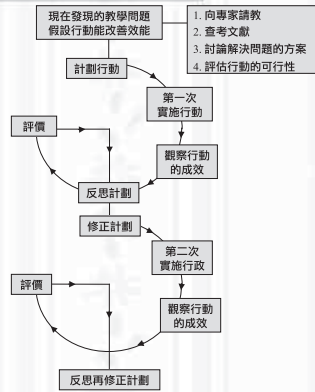 現在發現的教學問題
假設行動能改善效能
1. 向專家請教
2. 查考文獻
3. 討論解決問題的方案
4. 評估行動的可行性
計劃行動
第一次
實施行動
評價
觀察行動
的成效
反思計劃
修正計劃
第二次
實施行政
評價
觀察行動
的成效
反思再修正計劃